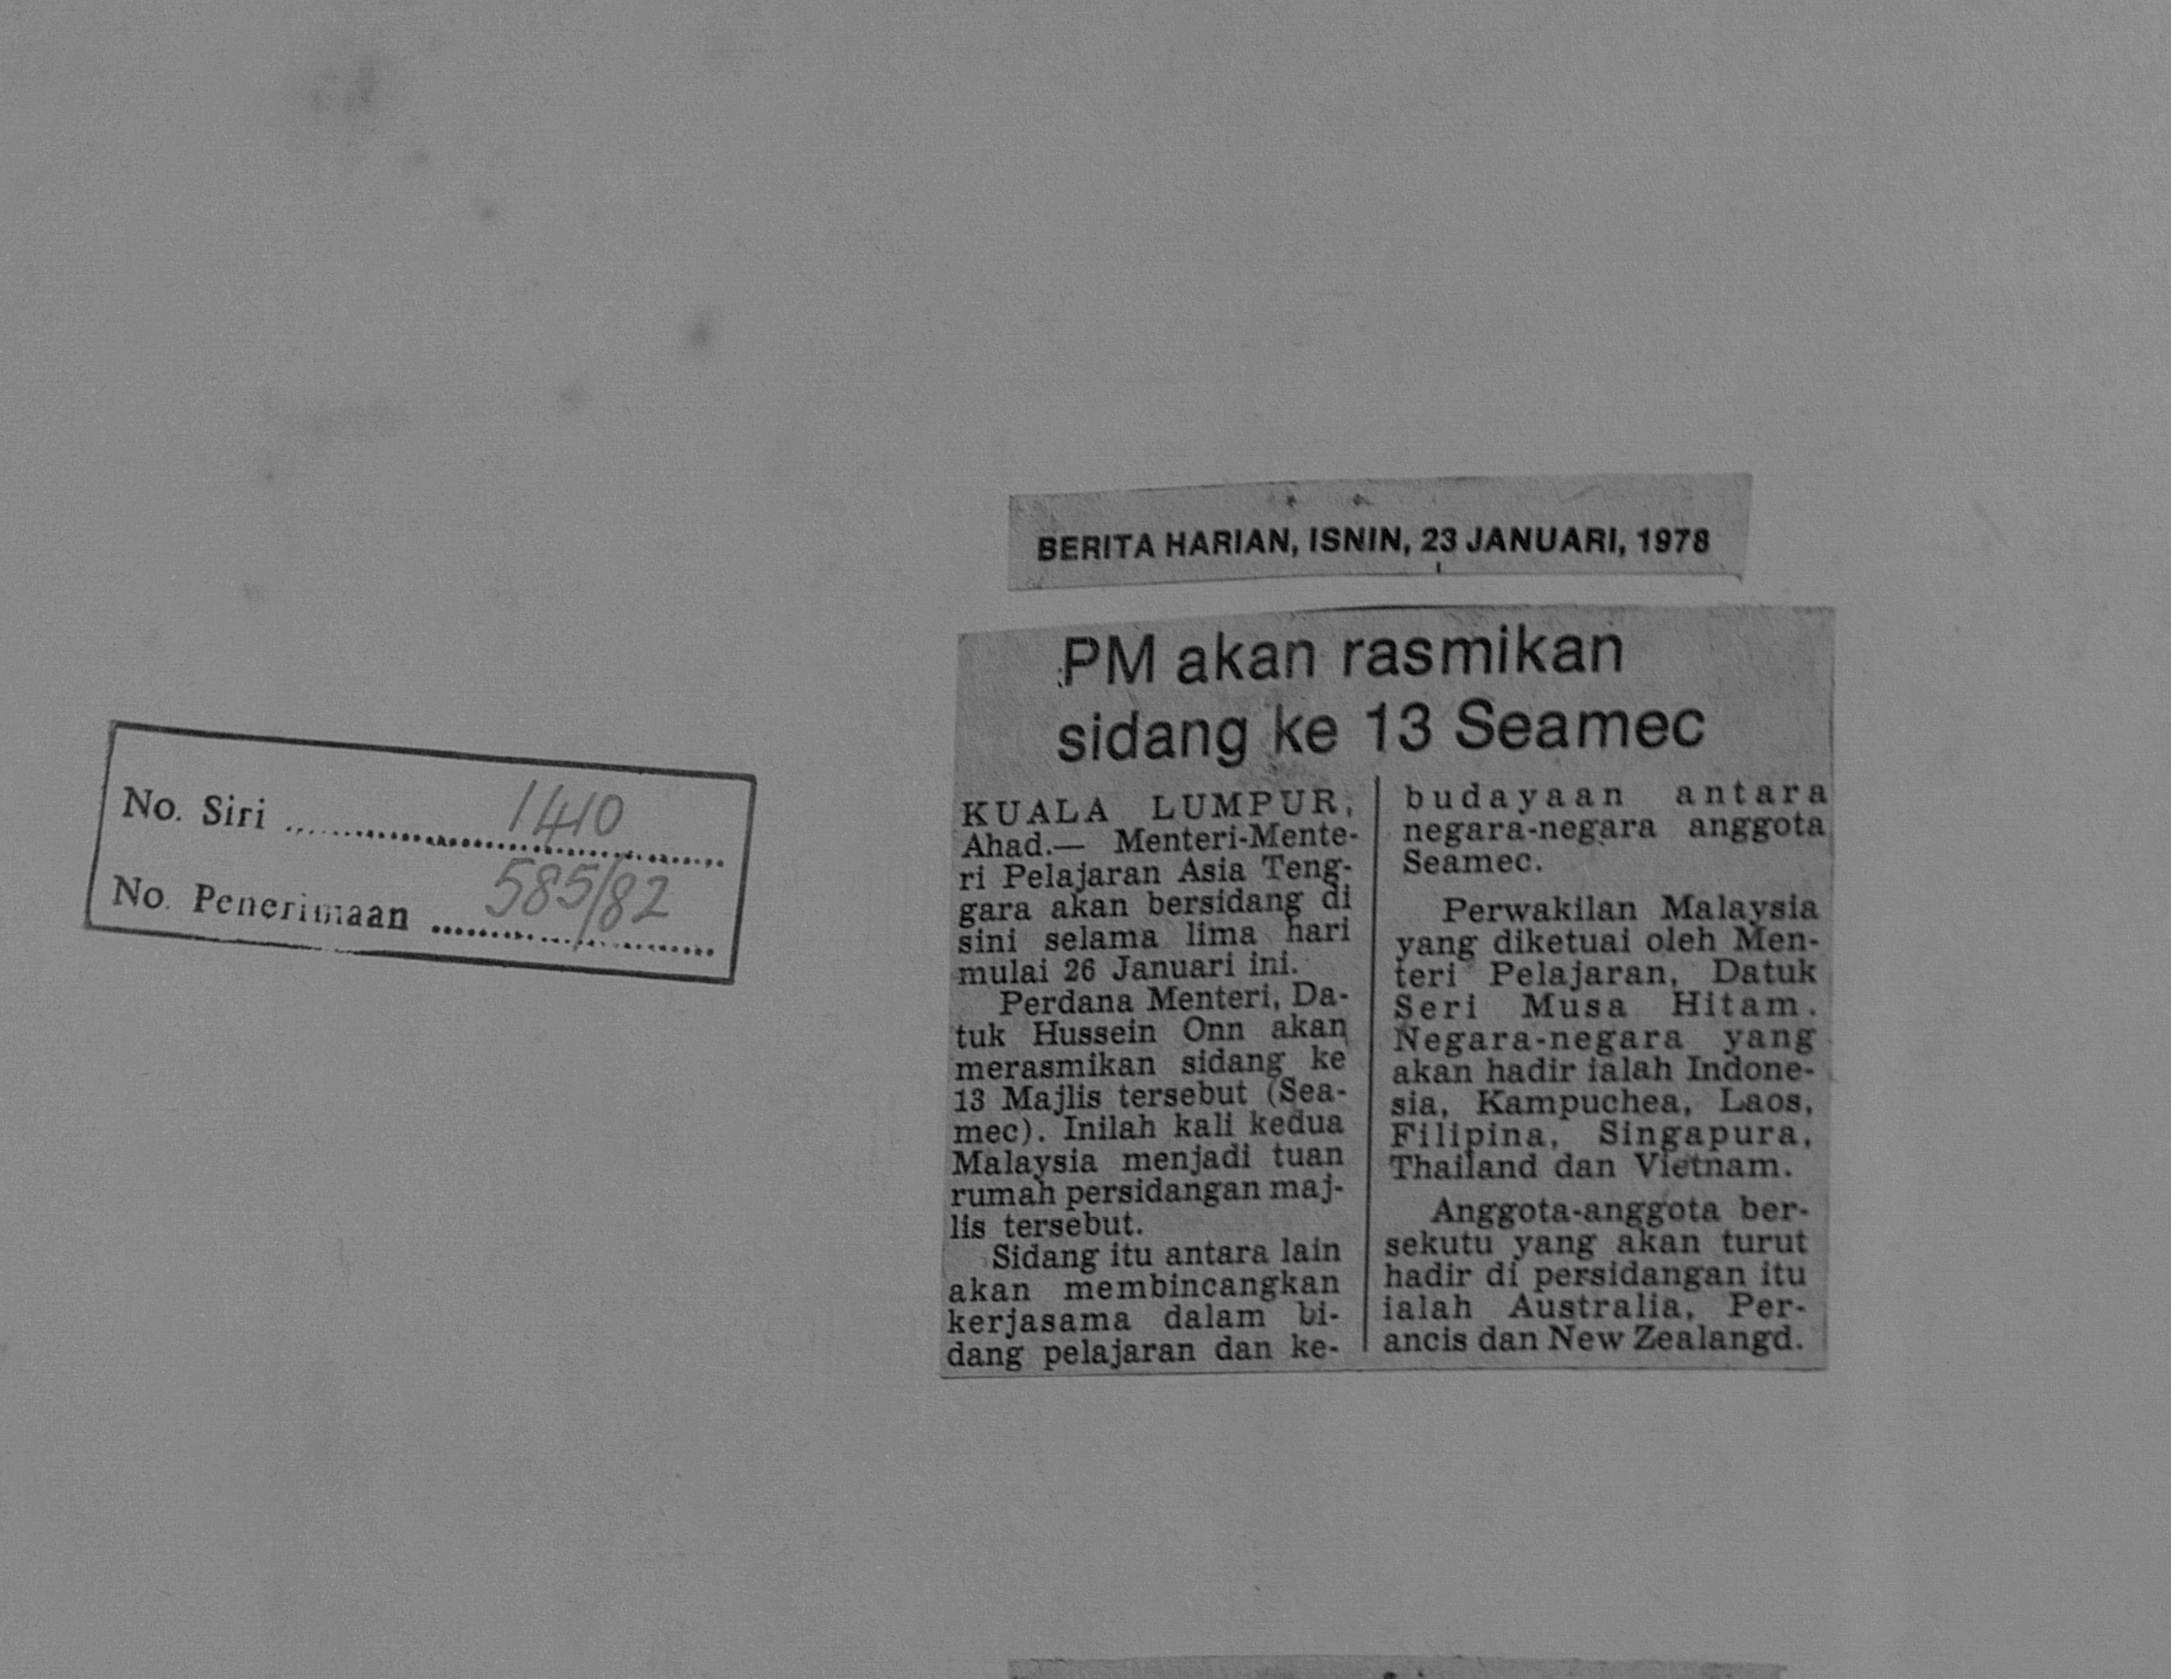 BERITA HARIAN, ISNIN, 23 JANUARI, 1978
PM akan rasmikan
sidang ke 13 Seamec
KUALA LUMPUR,
Ahad.— Menteri-Mente-
ri Pelajaran Asia Teng-
gara akan bersidang di
sini selama lima hari
mulai 26 Januari ini.
Perdana Menteri, Da-
tuk Hussein Onn akan
merasmikan sidang ke
13 Majlis tersebut (Sea-
mec). Inilah kali kedua
Malaysia menjadi tuan
rumah persidangan maj-
lis tersebut.
Sidang itu antara lain
akan membincangkan
kerjasama dalam bi-
dang pelajaran dan ke-
budayaan antara
negara-negara anggota
Seamec.
Perwakilan Malaysia
yang diketuai oleh Men-
teri Pelajaran, Datuk
Seri Musa Hitam.
Negara-negara yang
akan hadir ialah Indone-
sia, Kampuchea, Laos,
Filipina, Singapura,
Thailand dan Vietnam.
Anggota-anggota ber-
sekutu yang akan turut
hadir di persidangan itu
ialah Australia, Per-
ancis dan New Zealangd.
No. Siri 1410
No. Penerimaan 585/82